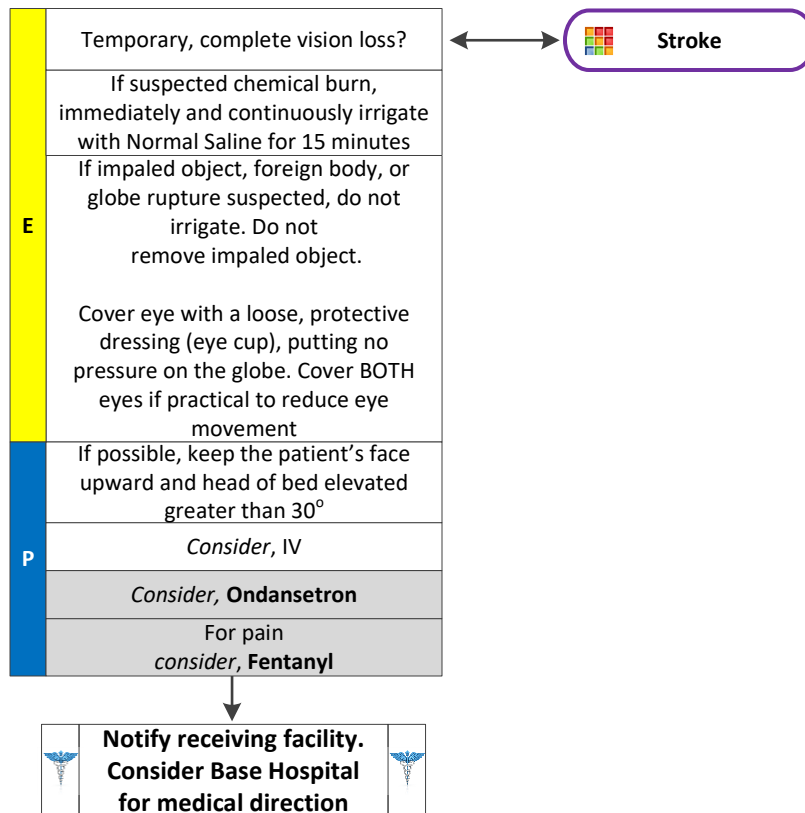 Temporary, complete vision loss?
Stroke
If suspected chemical burn,
immediately and continuously irrigate
with Normal Saline for 15 minutes
E
If impaled object, foreign body, or
globe rupture suspected, do not
irrigate. Do not
remove impaled object.
Cover eye with a loose, protective
dressing (eye cup), putting no
pressure on the globe. Cover BOTH
eyes if practical to reduce eye
movement
P
If possible, keep the patient’s face
upward and head of bed elevated
greater than 30°
Consider, IV
Consider, Ondansetron
For pain
consider, Fentanyl
Notify receiving facility.
Consider Base Hospital
for medical direction